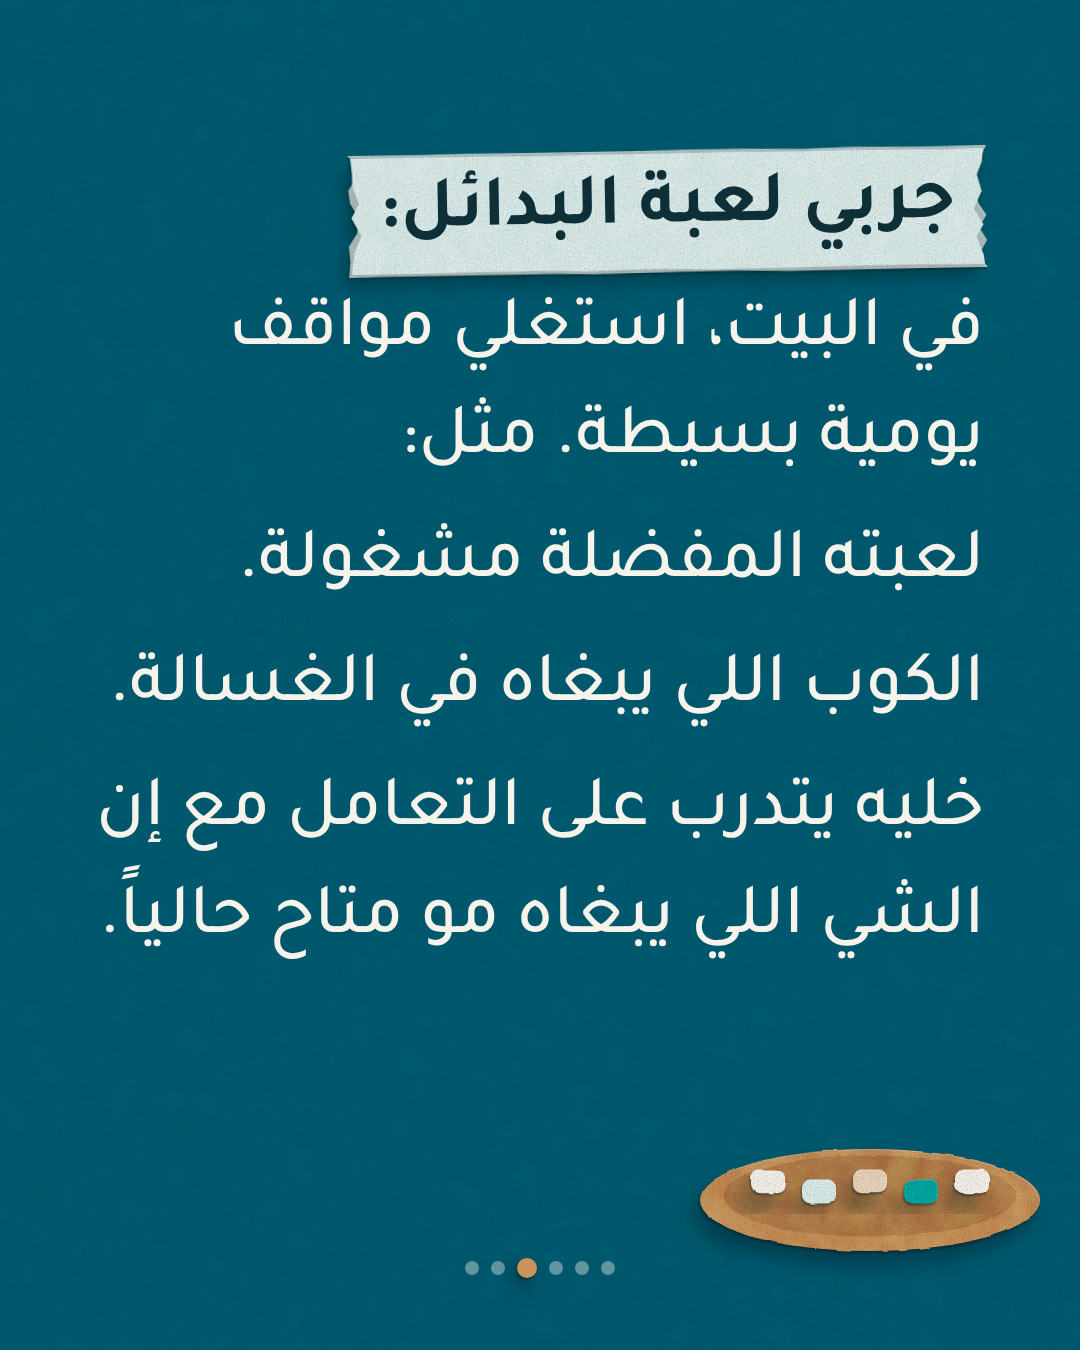 جربي لعبة البدائل:
في البيت، استغلي مواقف
يومية بسيطة. مثل:
لعبته المفضلة مشغولة.
الكوب اللي يبغاه في الغسالة.
خليه يتدرب على التعامل مع إن
الشي اللي يبغاه مو متاح حالياً.